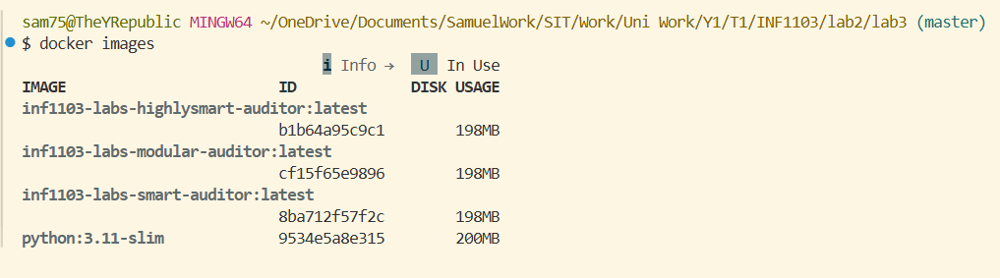 sam75@TheYRepublic MINGW64 ~/OneDrive/Documents/SamuelWork/SIT/Work/Uni Work/Y1/T1/INF1103/lab2/lab3 (master)
$ docker images
i Info → U In Use
IMAGE ID DISK USAGE
inf1103-labs-highlysmart-auditor:latest
b1b64a95c9c1 198MB
inf1103-labs-modular-auditor:latest
cf15f65e9896 198MB
inf1103-labs-smart-auditor:latest
8ba712f57f2c 198MB
python:3.11-slim 9534e5a8e315 200MB